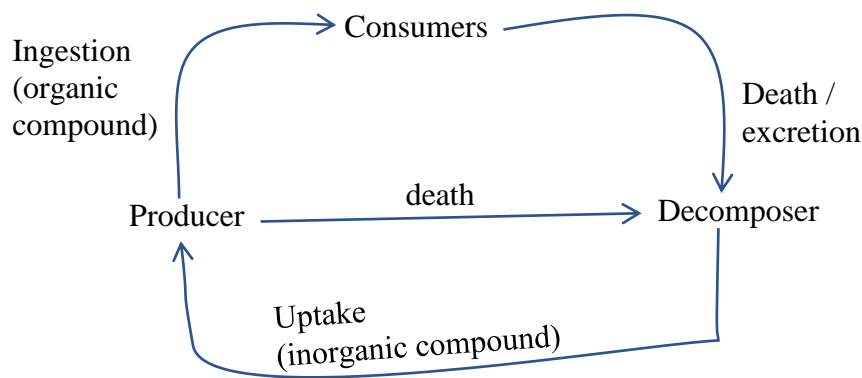 Consumers
Ingestion
(organic
compound)
Death /
excretion
death
Producer
Decomposer
Uptake
(inorganic compound)